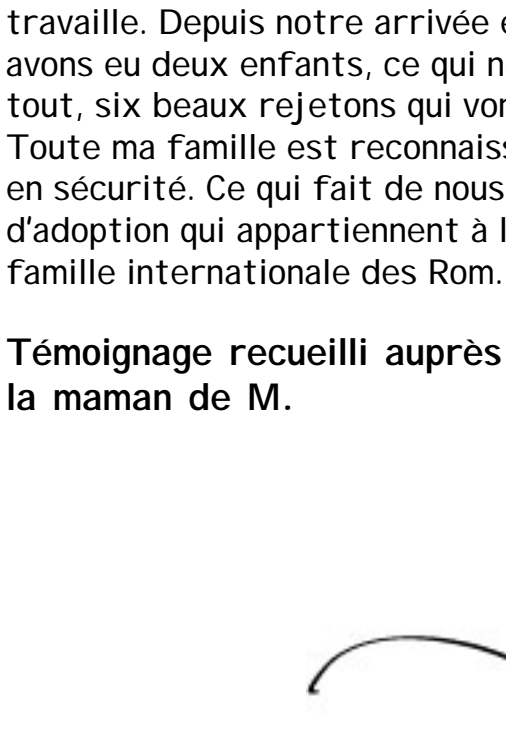 travaille. Depuis notre arrivée
avons eu deux enfants, ce qui
tout, six beaux rejetons qui
Toute ma famille est
en sécurité. Ce qui fait de nous
d'adoption qui appartiennent à
famille internationale des Rom.
Témoignage recueilli auprès
la maman de M.